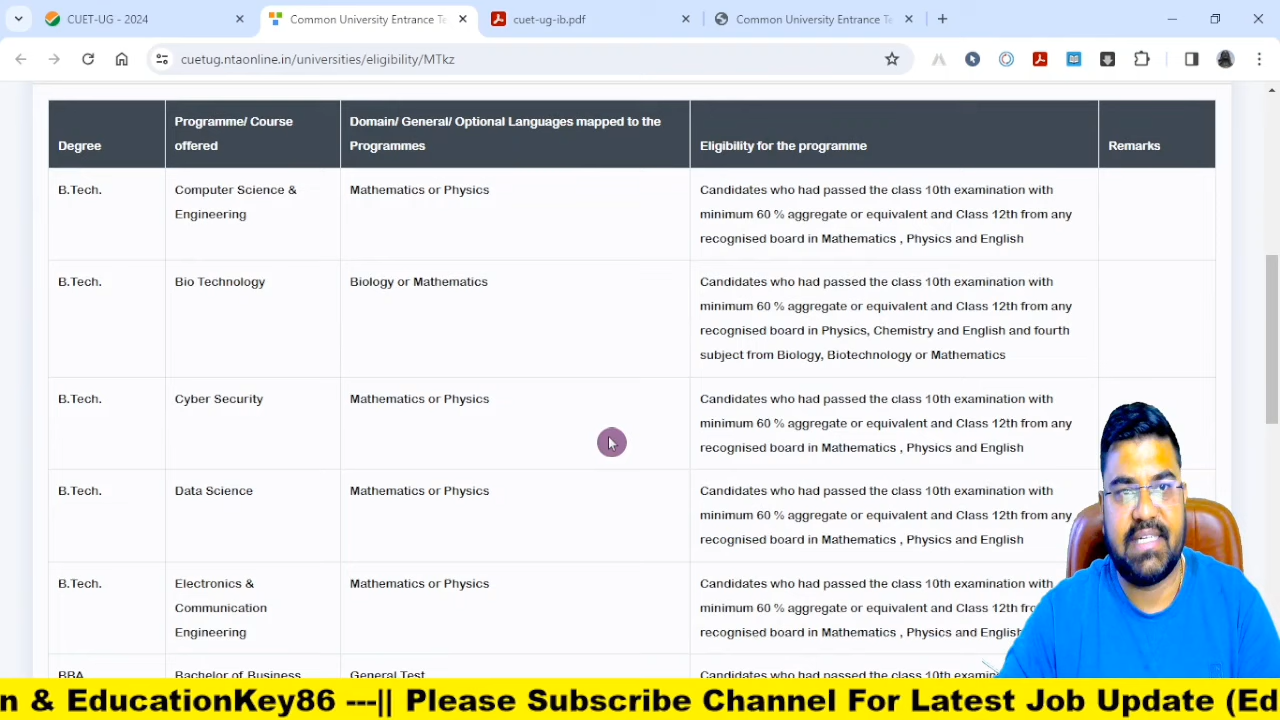 CUET-UG - 2024
Common University Entrance Te
cuet-ug-ib.pdf
Common University Entrance Te
cuetug.ntaonline.in/universities/eligibility/MTkz
Degree
Programme/ Course
offered
Domain/ General/ Optional Languages mapped to the
Programmes
Eligibility for the programme
Remarks
B.Tech.
Computer Science &
Engineering
Mathematics or Physics
Candidates who had passed the class 10th examination with
minimum 60 % aggregate or equivalent and Class 12th from any
recognised board in Mathematics , Physics and English
B.Tech.
Bio Technology
Biology or Mathematics
Candidates who had passed the class 10th examination with
minimum 60 % aggregate or equivalent and Class 12th from any
recognised board in Physics, Chemistry and English and fourth
subject from Biology, Biotechnology or Mathematics
B.Tech.
Cyber Security
Mathematics or Physics
Candidates who had passed the class 10th examination with
minimum 60 % aggregate or equivalent and Class 12th from any
recognised board in Mathematics , Physics and English
B.Tech.
Data Science
Mathematics or Physics
Candidates who had passed the class 10th examination with
minimum 60 % aggregate or equivalent and Class 12th from any
recognised board in Mathematics , Physics and English
B.Tech.
Electronics &
Communication
Engineering
Mathematics or Physics
Candidates who had passed the class 10th examination with
minimum 60 % aggregate or equivalent and Class 12th fro
recognised board in Mathematics , Physics and English
BBA
Bachelor of Business
General Test
Candidates who had passed the class 10th examin
n & EducationKey86 ---|| Please Subscribe Channel For Latest Job Update (Ed